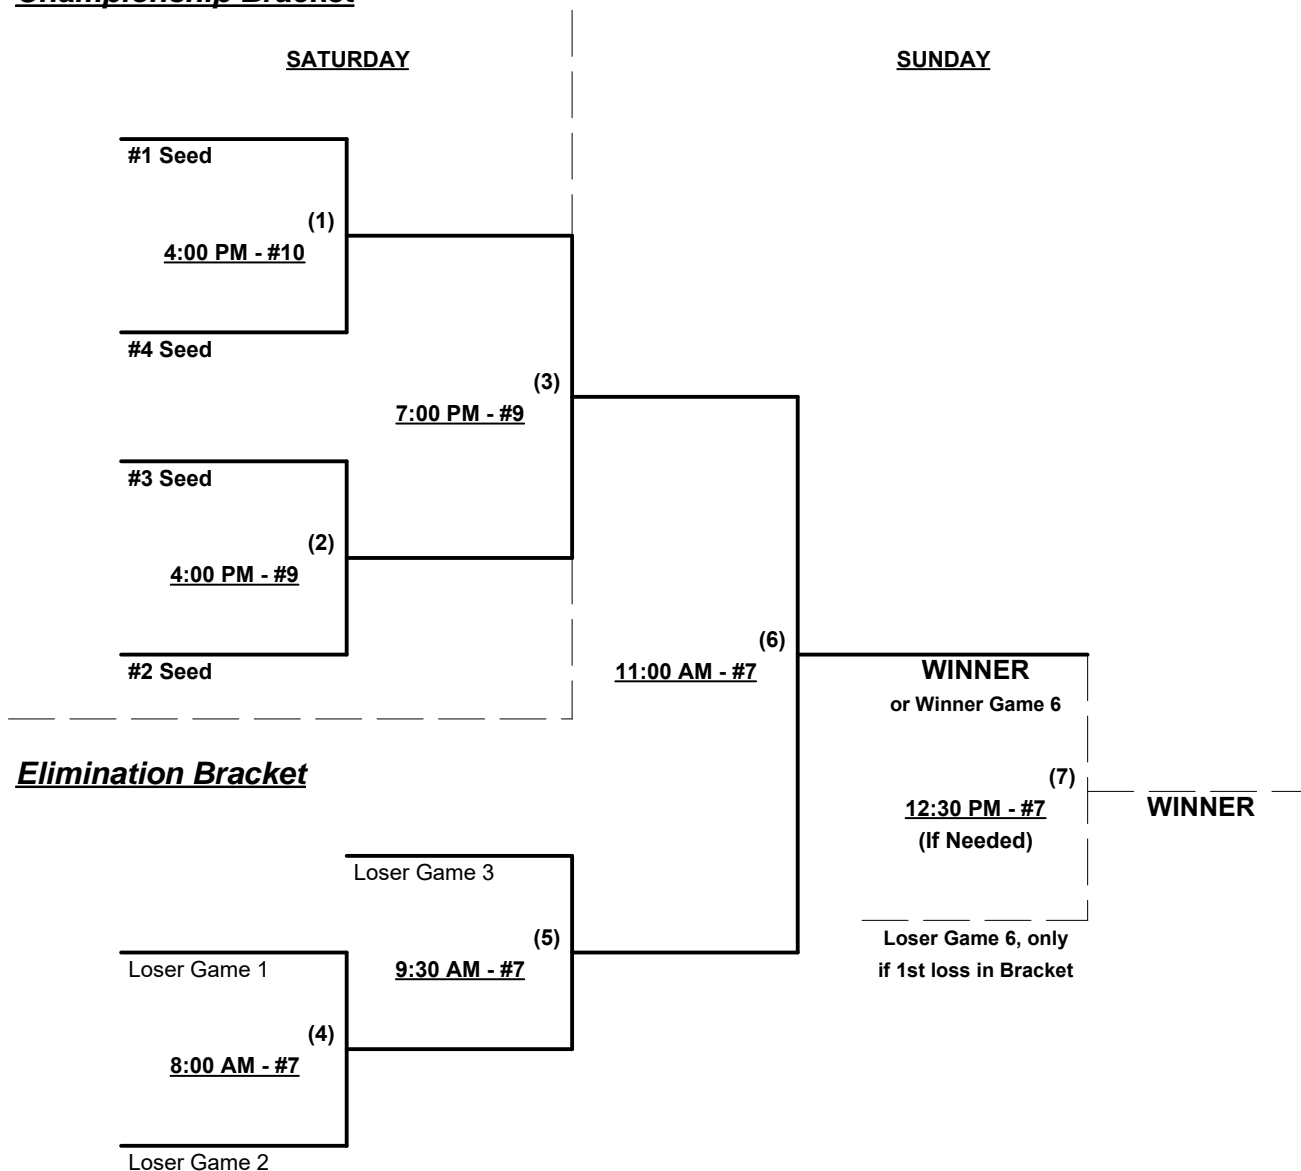 Championship Bracket
SATURDAY
SUNDAY
#1 Seed
(1)
4:00 PM - #10
#4 Seed
(3)
7:00 PM - #9
#3 Seed
(2)
4:00 PM - #9
#2 Seed
(6)
11:00 AM - #7
WINNER
or Winner Game 6
Elimination Bracket
(7)
12:30 PM - #7
(If Needed)
WINNER
Loser Game 3
(5)
9:30 AM - #7
Loser Game 6, only
if 1st loss in Bracket
Loser Game 1
(4)
8:00 AM - #7
Loser Game 2